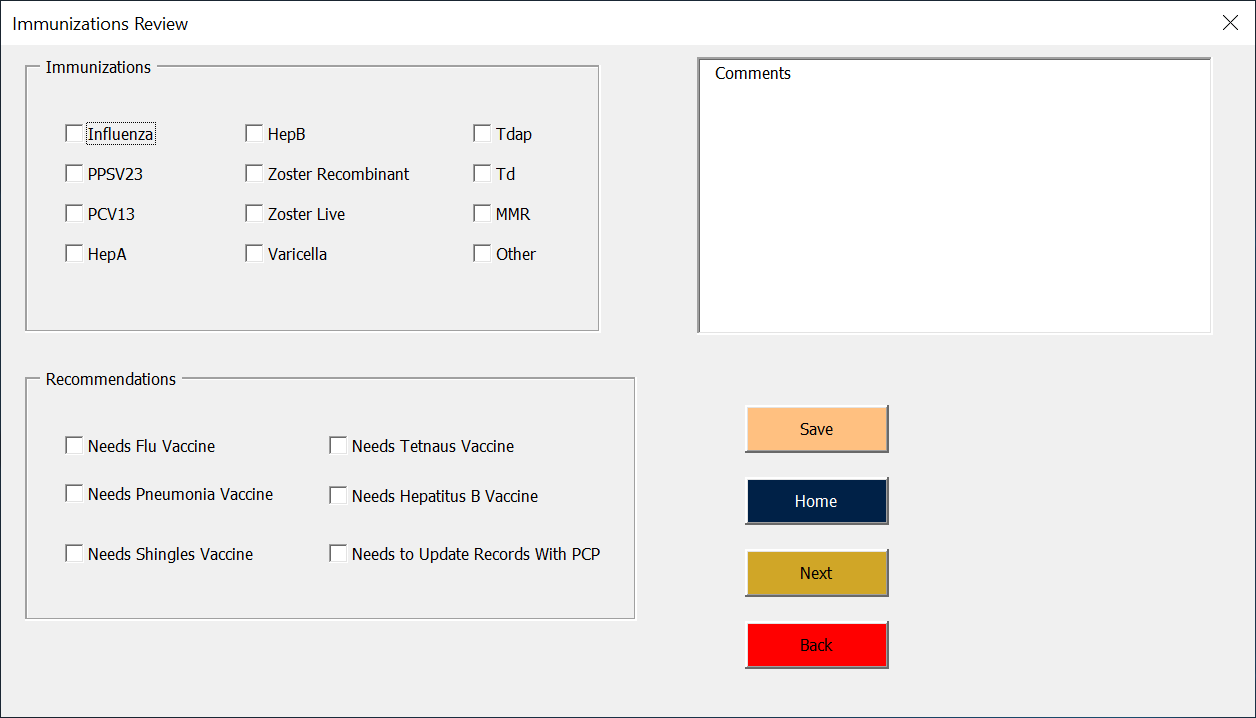 Immunizations Review
Immunizations
Influenza
HepB
Tdap
PPSV23
Zoster Recombinant
Td
PCV13
Zoster Live
MMR
HepA
Varicella
Other
Comments
Recommendations
Needs Flu Vaccine
Needs Tetnaus Vaccine
Needs Pneumonia Vaccine
Needs Hepatitus B Vaccine
Needs Shingles Vaccine
Needs to Update Records With PCP
Save
Home
Next
Back